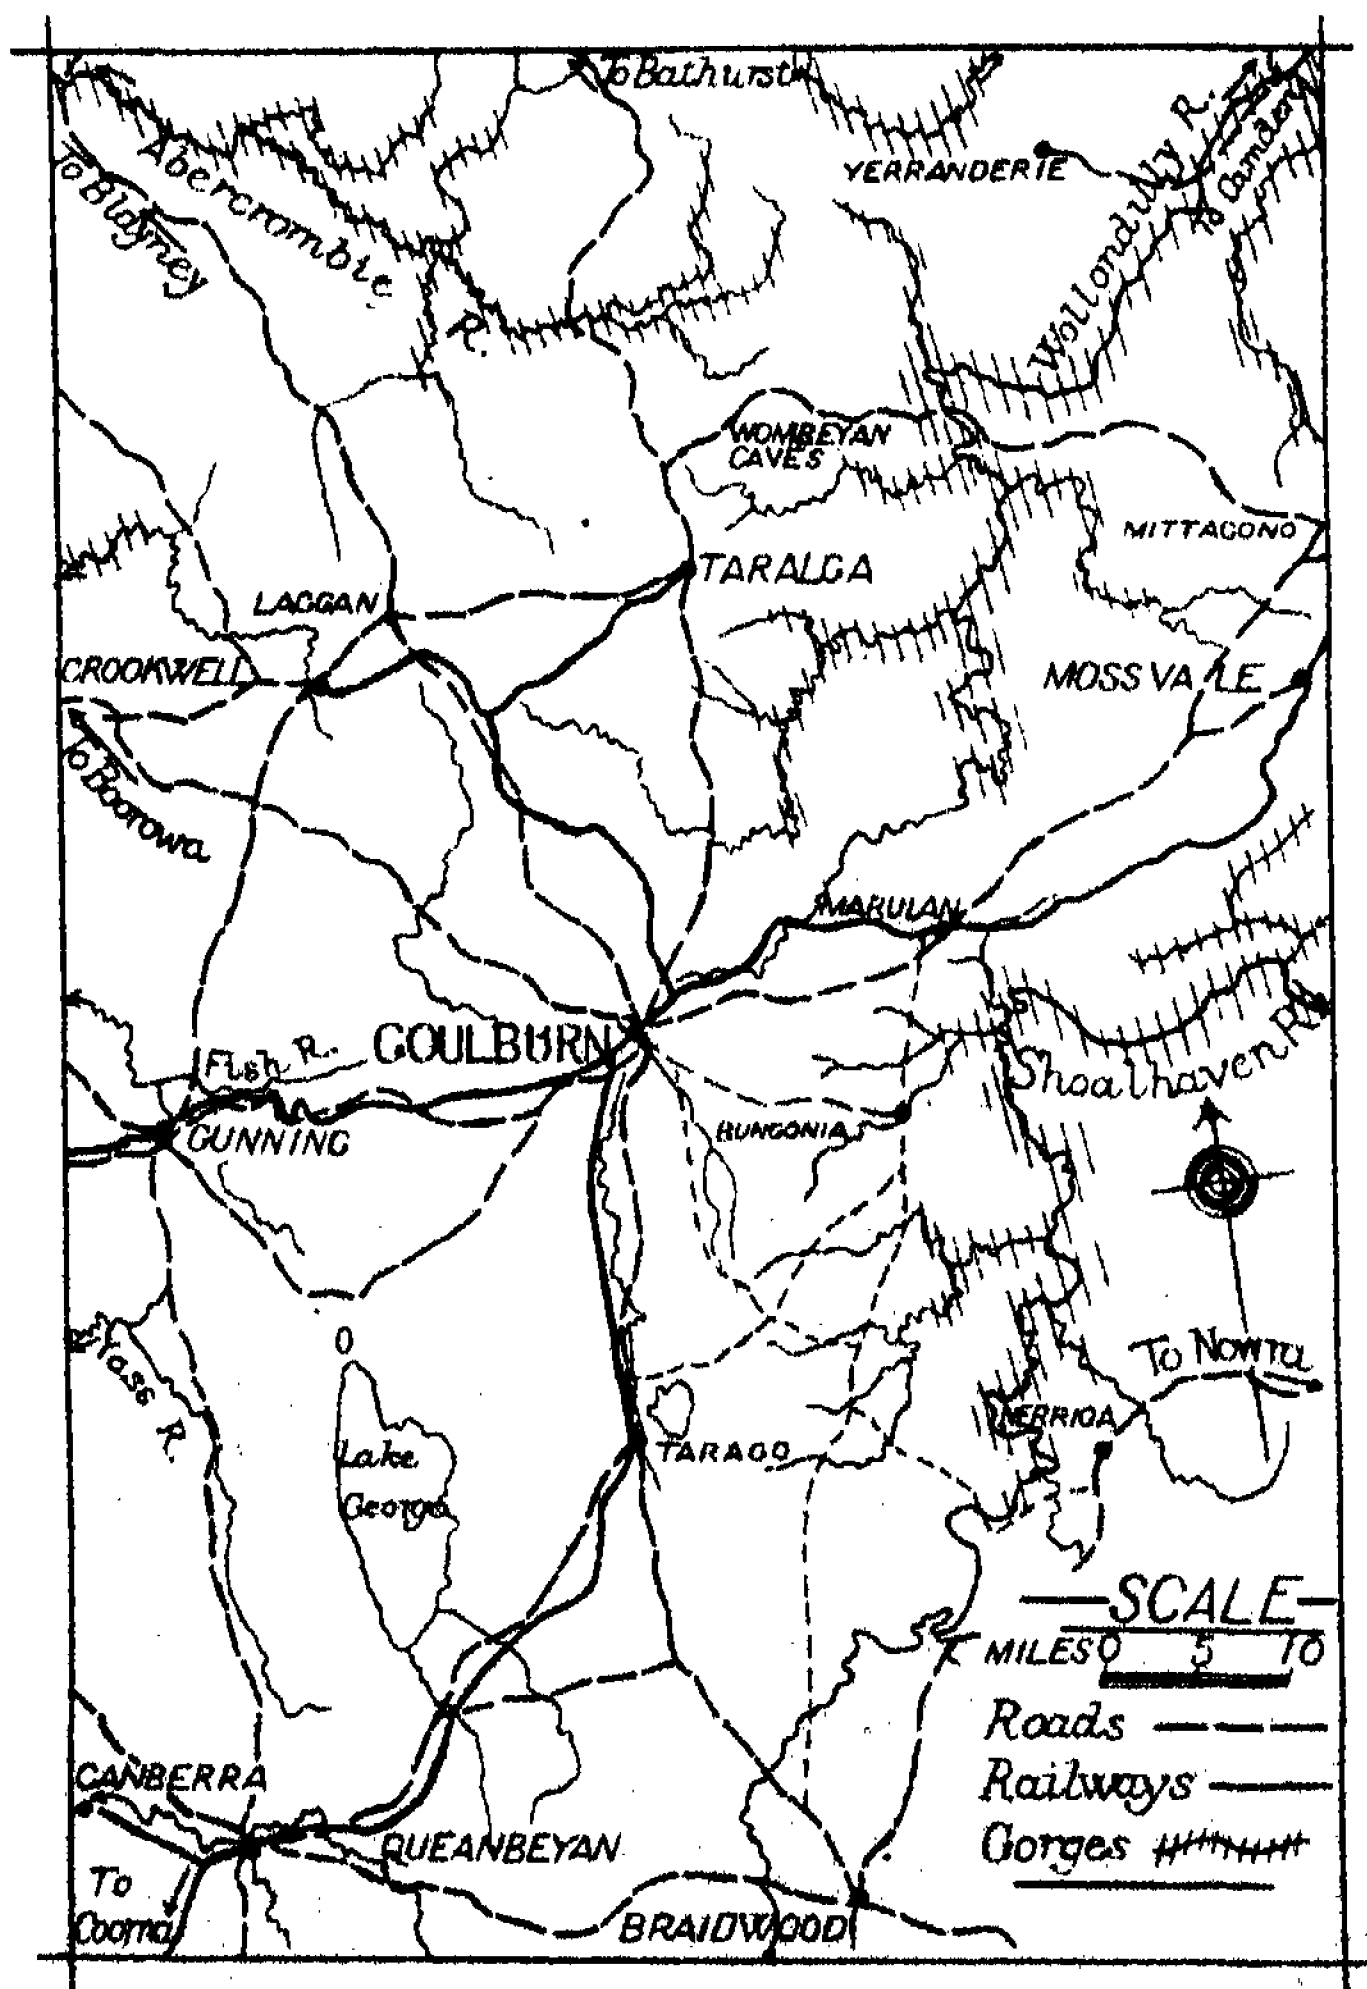 To Bathurst
YERRANDERIE
Wollondilly R.
To Camden
Abercrombie
R.
To Blayney
WOMBEYAN
CAVES
MITTAGONG
TARALGA
LAGGAN
CROOKWELL
MOSS VALE
To Boorowa
MARULAN
GOULBURN
Fish R.
Shoalhaven R.
GUNNING
BUNGONIA
To Nowra
Yass R.
NERRIGA
Lake
George
TARAGO
SCALE
MILES 0 5 10
Roads
Railways
Gorges
CANBERRA
QUEANBEYAN
To
Cooma
BRAIDWOOD